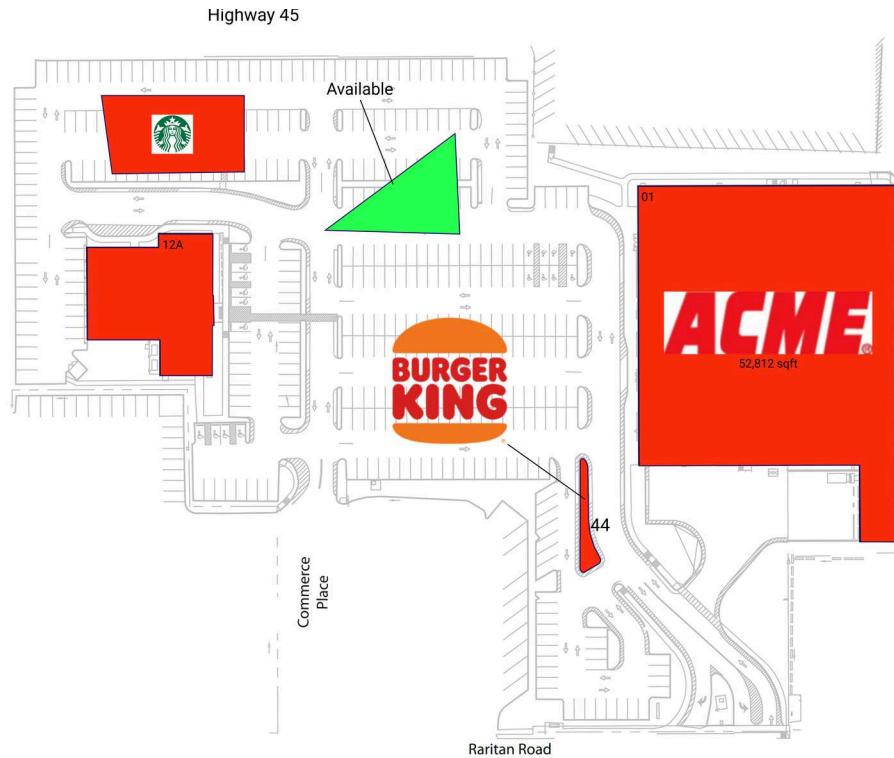 Highway 45
Available
12A
01
ACME
52,812 sqft
BURGER
KING
44
Commerce
Place
Raritan Road